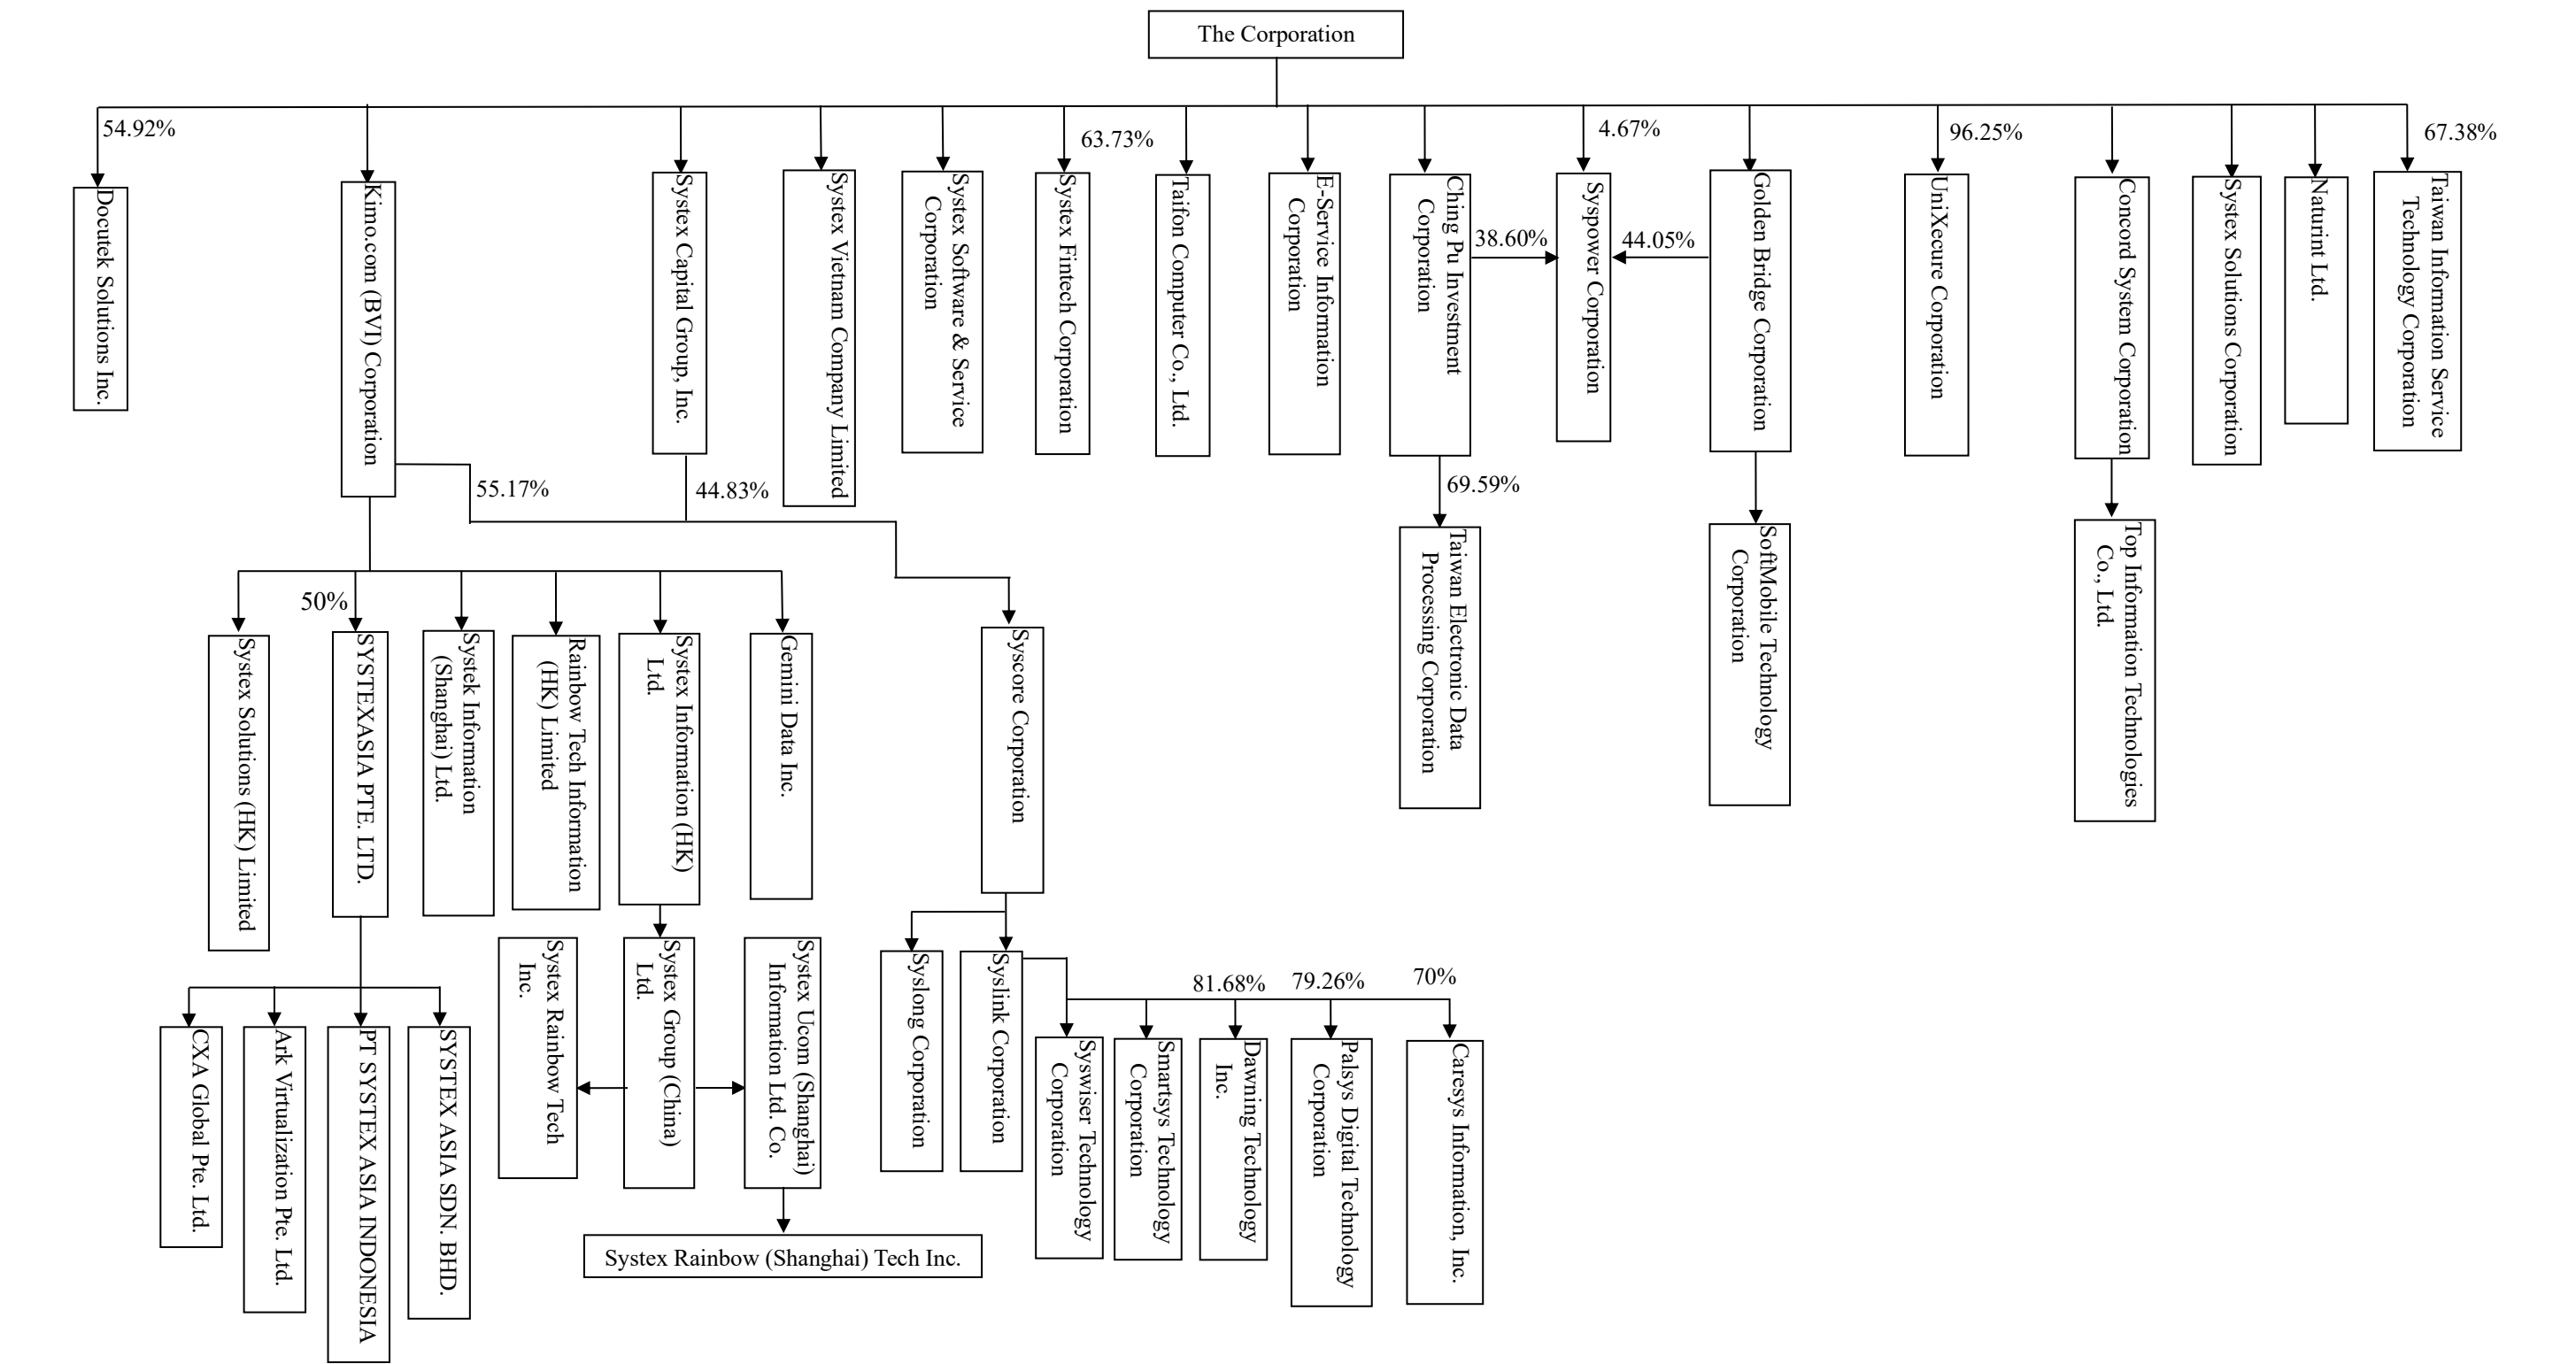 The Corporation
54.92%
63.73%
4.67%
96.25%
67.38%
Docutek Solutions Inc.
Kimo.com (BVI) Corporation
Systex Capital Group, Inc.
Systex Vietnam Company Limited
Systex Software & Service
Corporation
Systex Fintech Corporation
Taifon Computer Co., Ltd.
E-Service Information
Corporation
Ching Pu Investment
Corporation
38.60%
Syspower Corporation
44.05%
Golden Bridge Corporation
UniXecure Corporation
Concord System Corporation
Systex Solutions Corporation
Naturint Ltd.
Taiwan Information Service
Technology Corporation
55.17%
44.83%
69.59%
Taiwan Electronic Data
Processing Corporation
SoftMobile Technology
Corporation
Top Information Technologies
Co., Ltd.
50%
Systex Solutions (HK) Limited
SYSTEXASIA PTE. LTD.
Systek Information
(Shanghai) Ltd.
Rainbow Tech Information
(HK) Limited
Systex Information (HK)
Ltd.
Gemini Data Inc.
Syscore Corporation
CXA Global Pte. Ltd.
Ark Virtualization Pte. Ltd.
PT SYSTEX ASIA INDONESIA
SYSTEX ASIA SDN. BHD.
Systex Rainbow Tech
Inc.
Systex Group (China)
Ltd.
Systex Ucom (Shanghai)
Information Ltd. Co.
Systex Rainbow (Shanghai) Tech Inc.
Syslong Corporation
Syslink Corporation
81.68%
79.26%
70%
Syswiser Technology
Corporation
Smartsys Technology
Corporation
Dawning Technology
Inc.
Palsys Digital Technology
Corporation
Caresys Information, Inc.